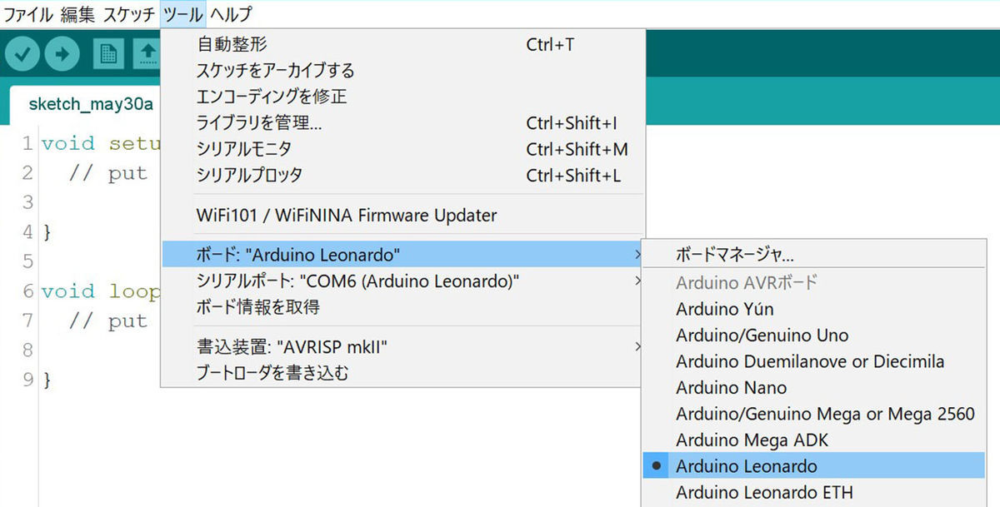 ファイル 編集 スケッチ ツール ヘルプ
sketch_may30a
1 void setu
2 // put
3
4 }
5
6 void loop
7 // put
8
9 }
自動整形 Ctrl+T
スケッチをアーカイブする
エンコーディングを修正
ライブラリを管理... Ctrl+Shift+I
シリアルモニタ Ctrl+Shift+M
シリアルプロッタ Ctrl+Shift+L
WiFi101 / WiFiNINA Firmware Updater
ボード: "Arduino Leonardo"
シリアルポート: "COM6 (Arduino Leonardo)"
ボード情報を取得
書込装置: "AVRISP mkII"
ブートローダを書き込む
ボードマネージャ...
Arduino AVRボード
Arduino Yún
Arduino/Genuino Uno
Arduino Duemilanove or Diecimila
Arduino Nano
Arduino/Genuino Mega or Mega 2560
Arduino Mega ADK
Arduino Leonardo
Arduino Leonardo ETH